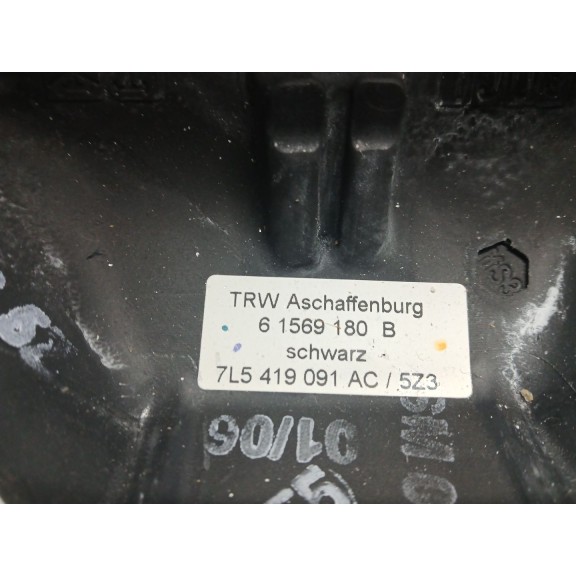 TRW Aschaffenburg
6 1569 180 B
schwarz
7L5 419 091 AC / 5Z3
01/06